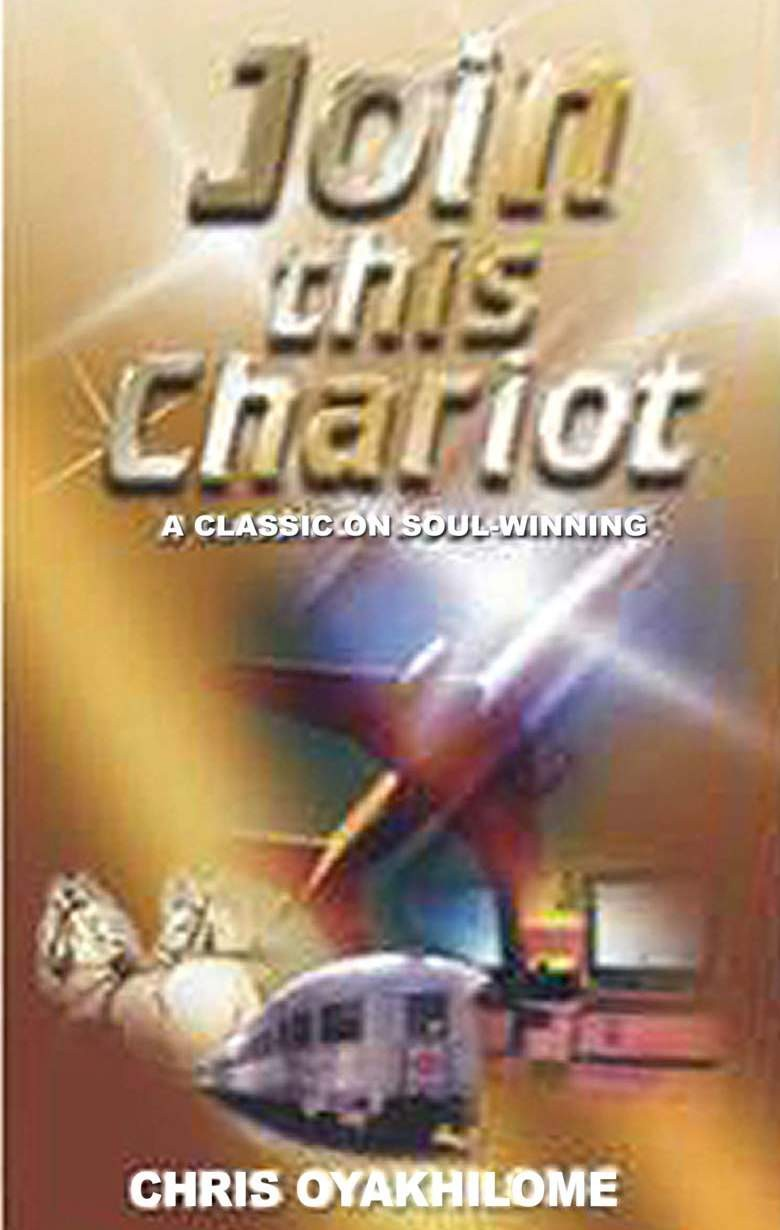 Join
this
Chariot
A CLASSIC ON SOUL-WINNING
CHRIS OYAKHILOME